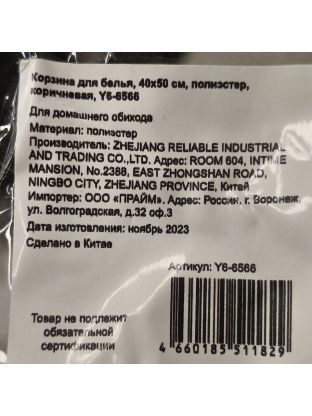 Корзина для белья, 40х50 см, полиэстер,
коричневая, Y6-6566
Для домашнего обихода
Материал: полиэстер
Производитель: ZHEJIANG RELIABLE INDUSTRIAL
AND TRADING CO.,LTD. Адрес: ROOM 604, INTIME
MANSION, No.2388, EAST ZHONGSHAN ROAD,
NINGBO CITY, ZHEJIANG PROVINCE, Китай
Импортер: ООО «ПРАЙМ». Адрес: Россия, г. Воронеж,
ул. Волгоградская, д.32 оф.3
Дата изготовления: ноябрь 2023
Сделано в Китае
Артикул: Y6-6566
Товар не подлежит
обязательной
сертификации
4 660185 511829